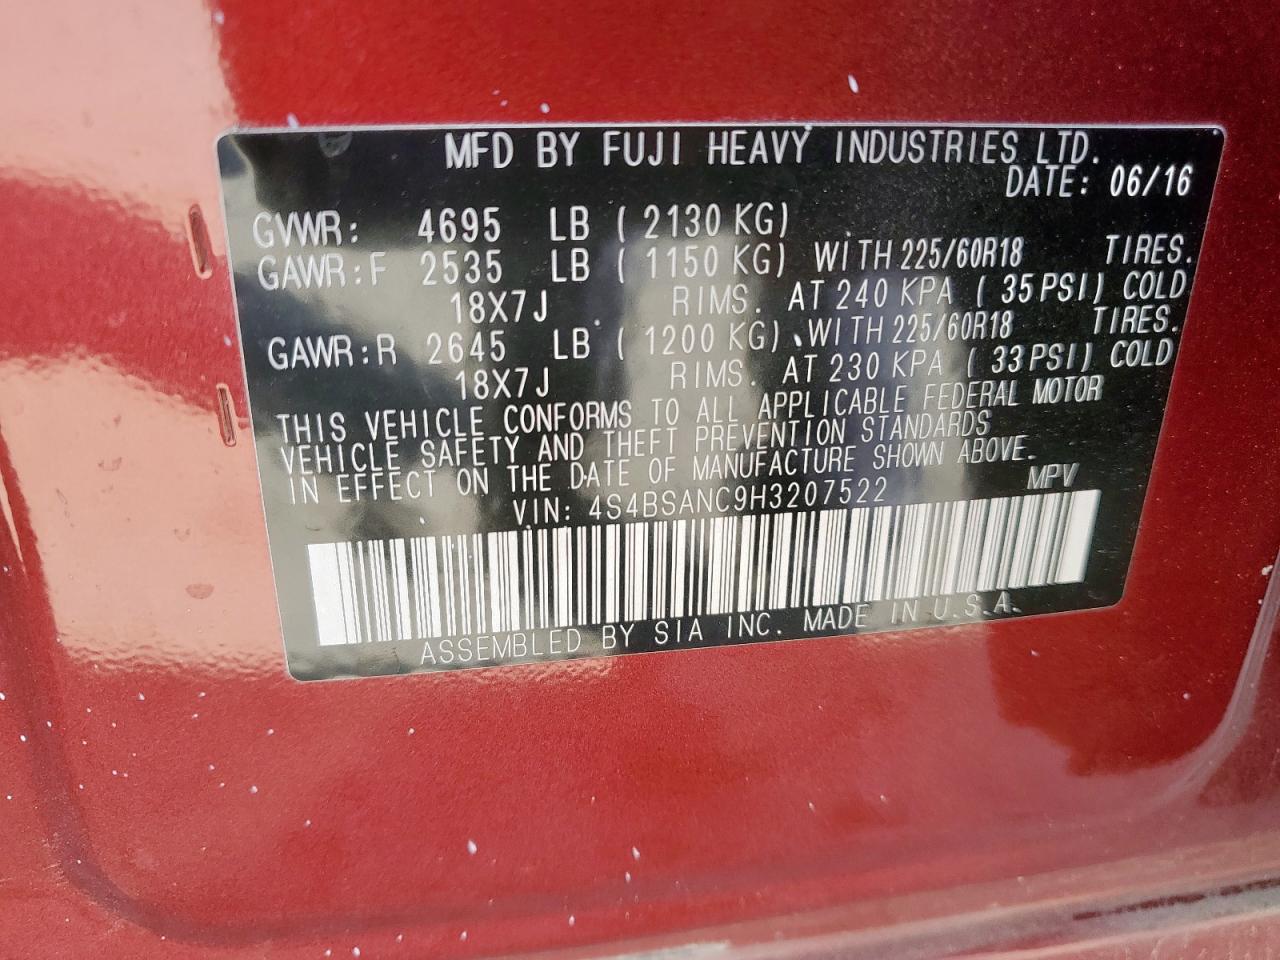 MFD BY FUJI HEAVY INDUSTRIES LTD.
DATE: 06/16
GVWR: 4695 LB ( 2130 KG)
GAWR:F 2535 LB ( 1150 KG) WITH 225/60R18 TIRES.
18X7J RIMS. AT 240 KPA ( 35 PSI) COLD
GAWR:R 2645 LB ( 1200 KG) WITH 225/60R18 TIRES.
18X7J RIMS. AT 230 KPA ( 33 PSI) COLD
THIS VEHICLE CONFORMS TO ALL APPLICABLE FEDERAL MOTOR
VEHICLE SAFETY AND THEFT PREVENTION STANDARDS
IN EFFECT ON THE DATE OF MANUFACTURE SHOWN ABOVE.
MPV
VIN: 4S4BSANC9H3207522
ASSEMBLED BY SIA INC. MADE IN U.S.A.